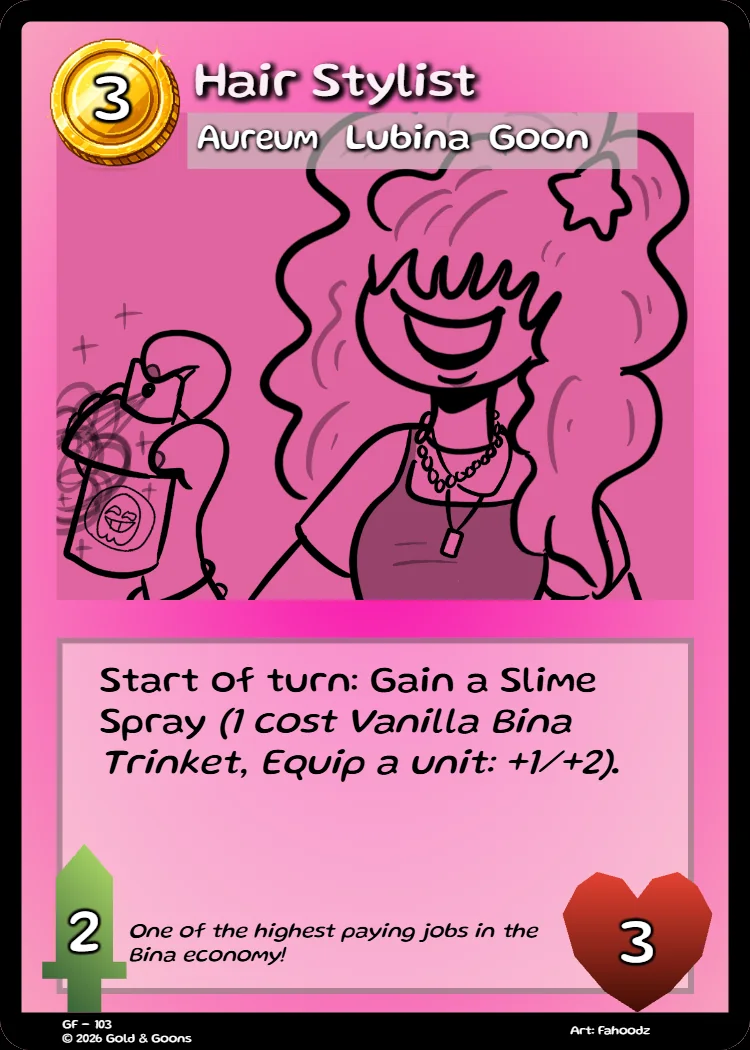 3
Hair Stylist
Aureum Lubina Goon
Start of turn: Gain a Slime
Spray (1 cost Vanilla Bina
Trinket, Equip a unit: +1/+2).
2
One of the highest paying jobs in the
Bina economy!
3
GF - 103
© 2026 Gold & Goons
Art: fahoodz